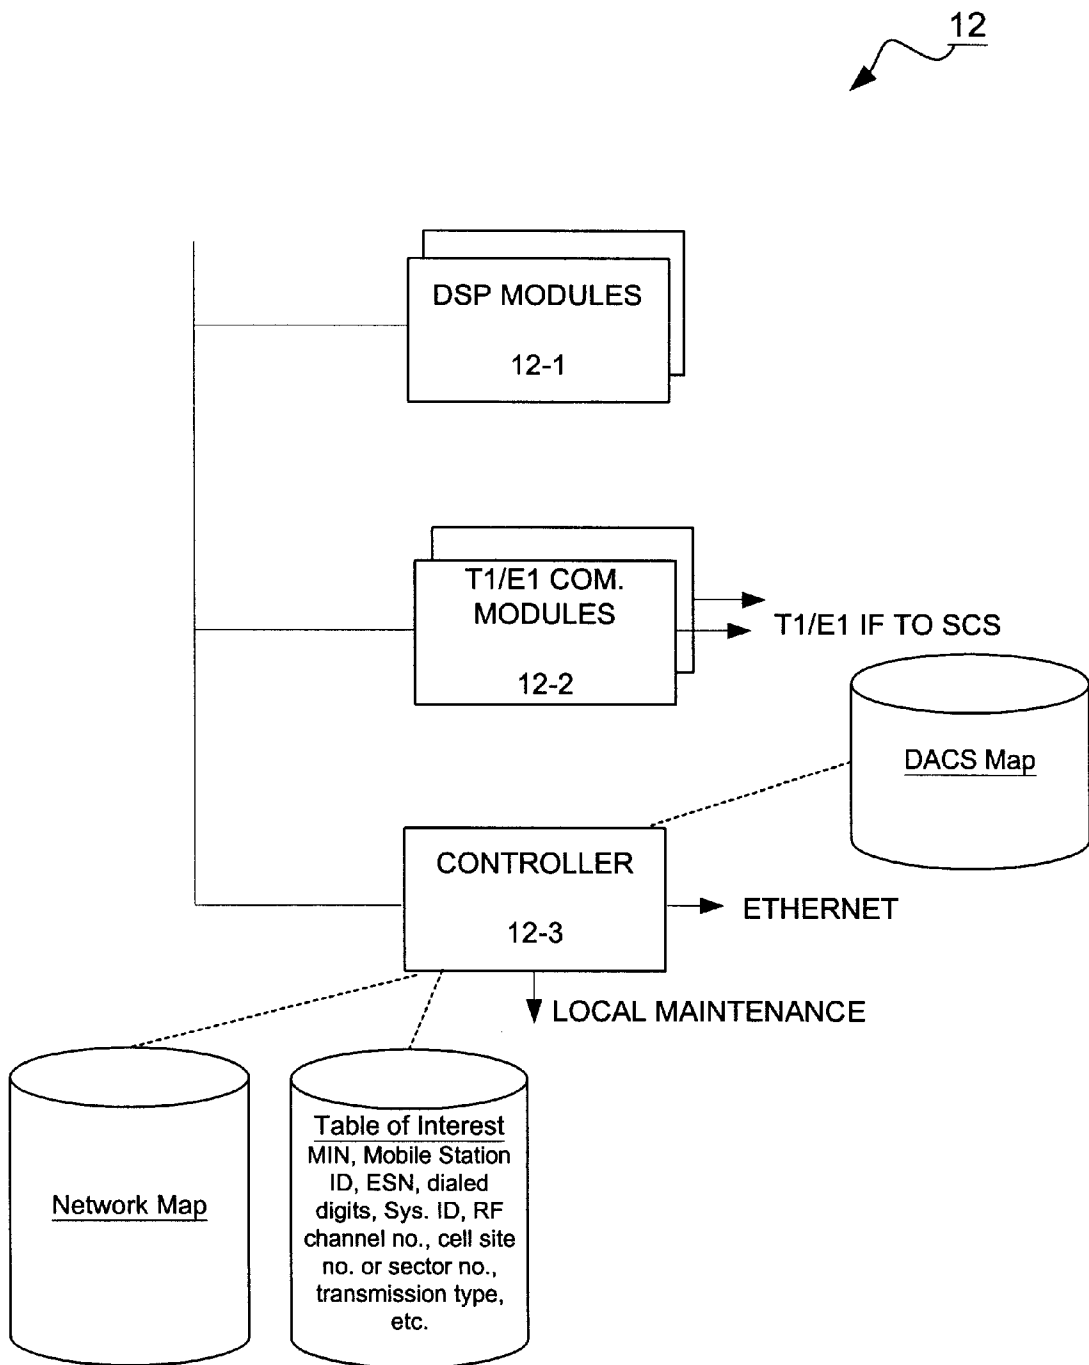 12
DSP MODULES
12-1
T1/E1 COM.
MODULES
12-2
T1/E1 IF TO SCS
DACS Map
CONTROLLER
12-3
ETHERNET
LOCAL MAINTENANCE
Network Map
Table of Interest
MIN, Mobile Station
ID, ESN, dialed
digits, Sys. ID, RF
channel no., cell site
no. or sector no.,
transmission type,
etc.